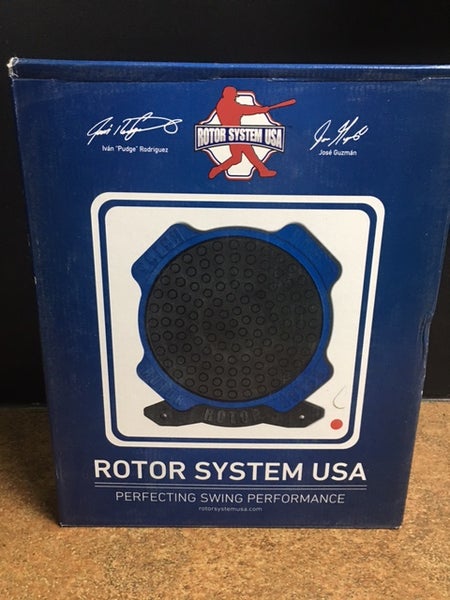 ROTOR SYSTEM USA
Iván "Pudge" Rodriguez
José Guzmán
ROTOR
ROTOR SYSTEM USA
PERFECTING SWING PERFORMANCE
rotorsystemusa.com